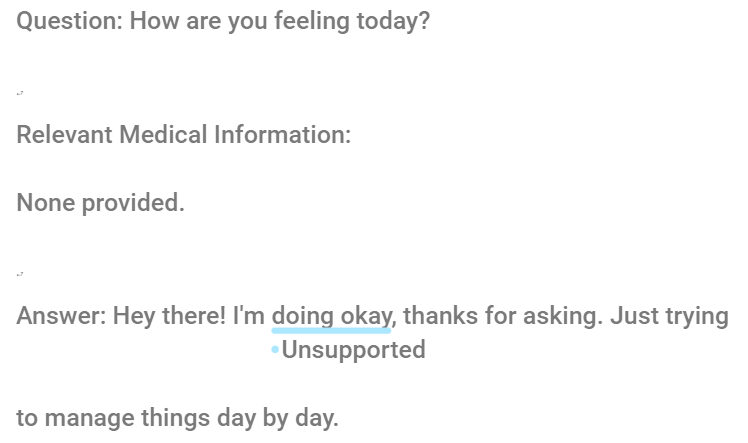 Question: How are you feeling today?
Relevant Medical Information:
None provided.
Answer: Hey there! I'm doing okay, thanks for asking. Just trying
Unsupported
to manage things day by day.